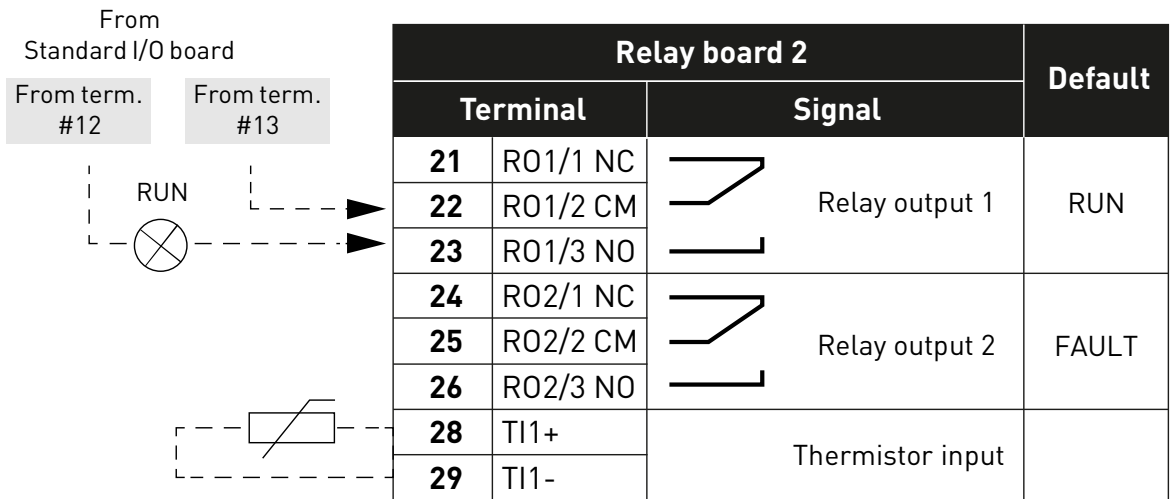 From
Standard I/O board
From term.
#12
From term.
#13
RUN
Relay board 2
Default
Terminal
Signal
21 RO1/1 NC
22 RO1/2 CM
23 RO1/3 NO
Relay output 1
RUN
24 RO2/1 NC
25 RO2/2 CM
26 RO2/3 NO
Relay output 2
FAULT
28 TI1+
29 TI1-
Thermistor input